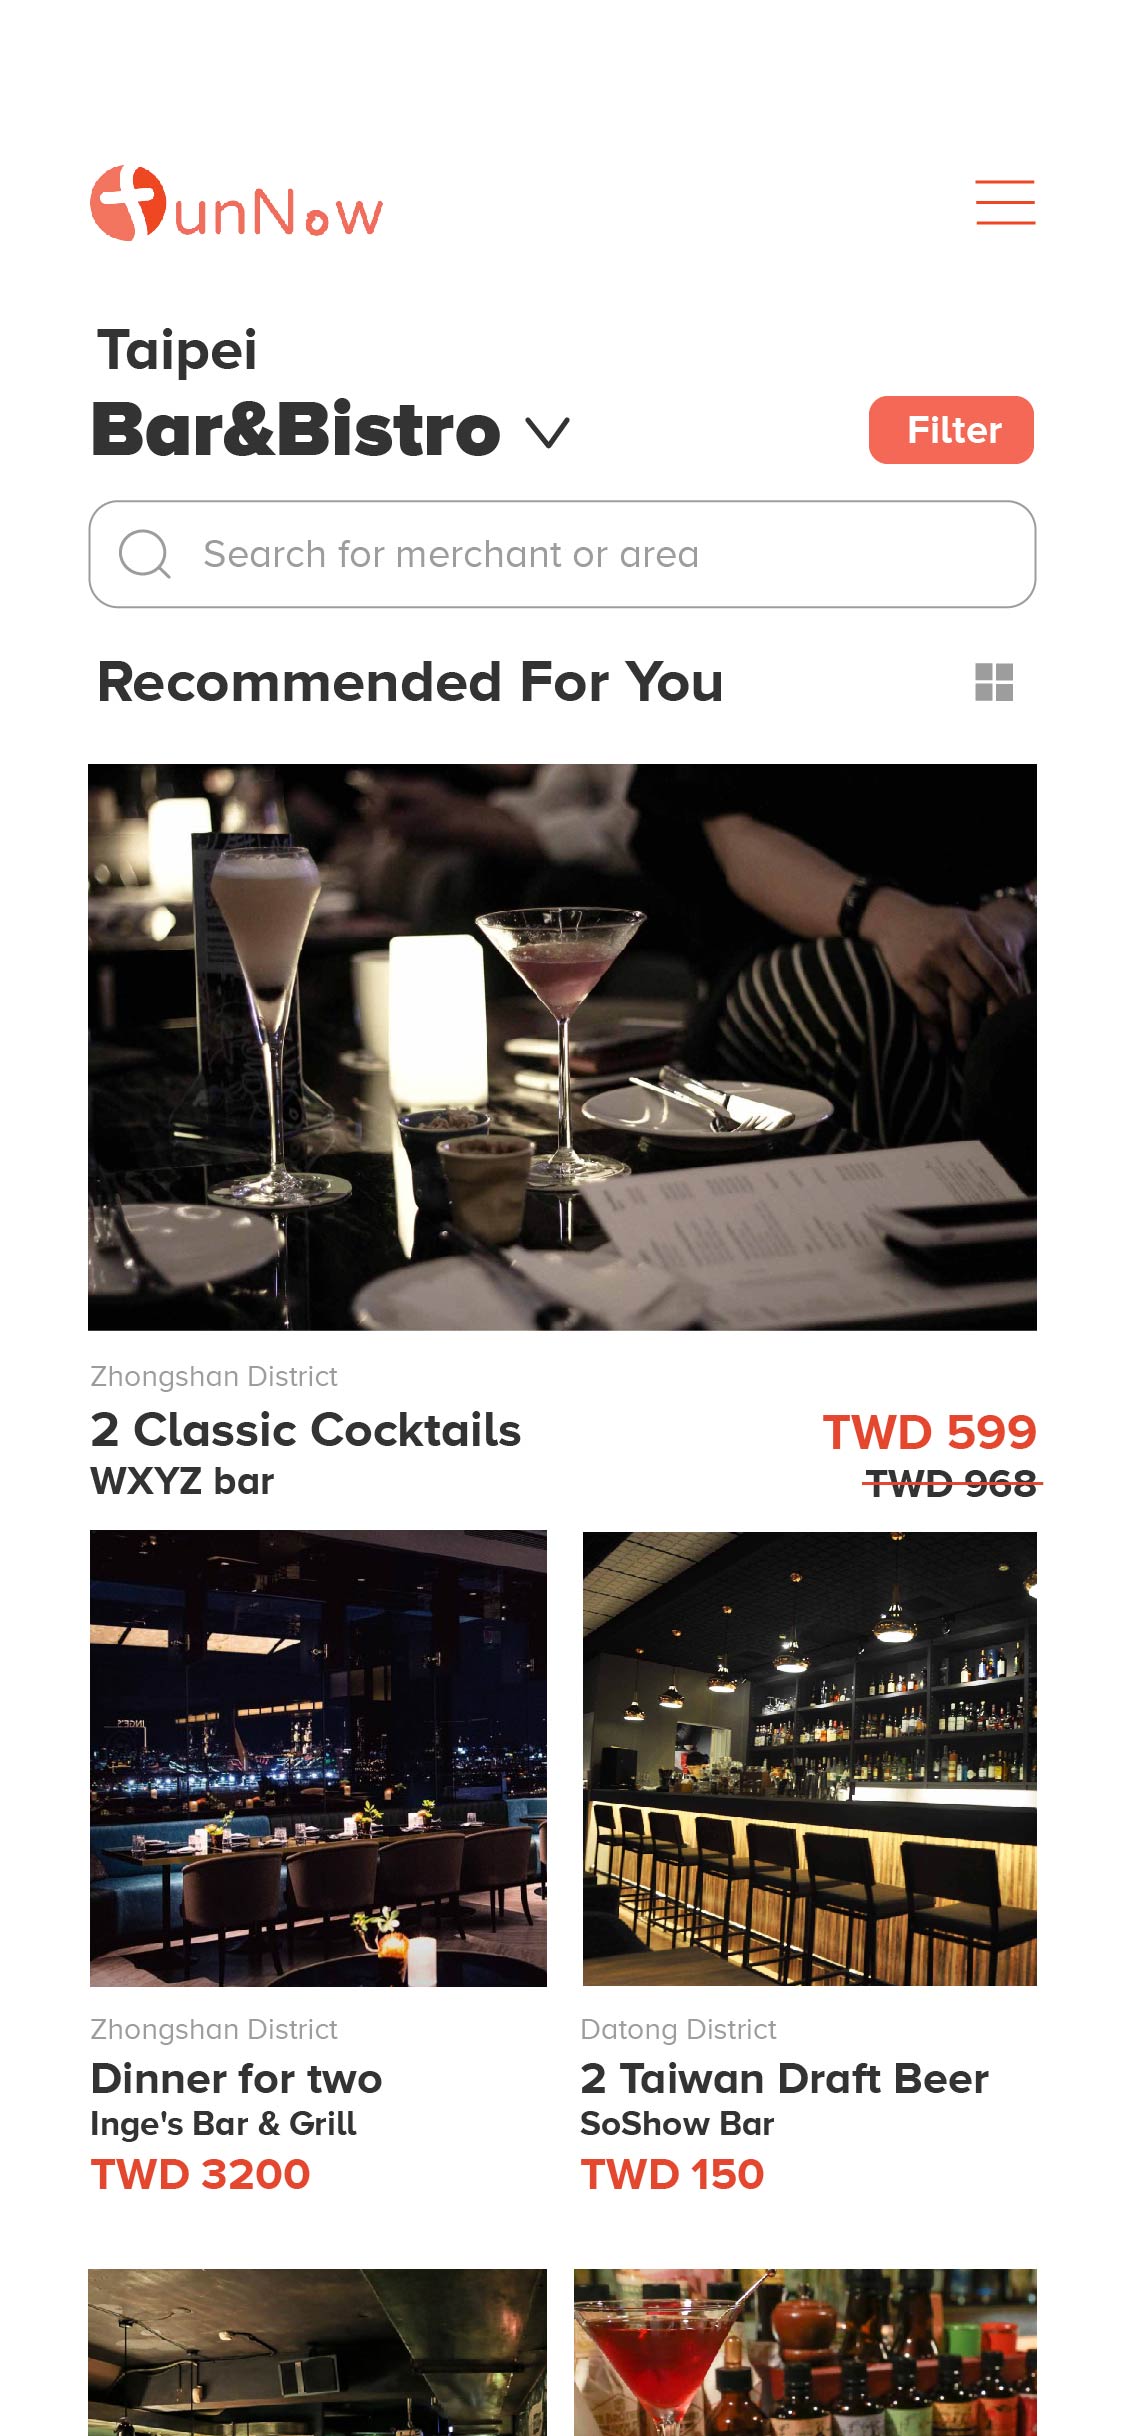 FunNow
Taipei
Bar&Bistro
Filter
Search for merchant or area
Recommended For You
Zhongshan District
2 Classic Cocktails
TWD 599
WXYZ bar
TWD 968
INGE'S
Zhongshan District
Dinner for two
Inge's Bar & Grill
TWD 3200
Datong District
2 Taiwan Draft Beer
SoShow Bar
TWD 150